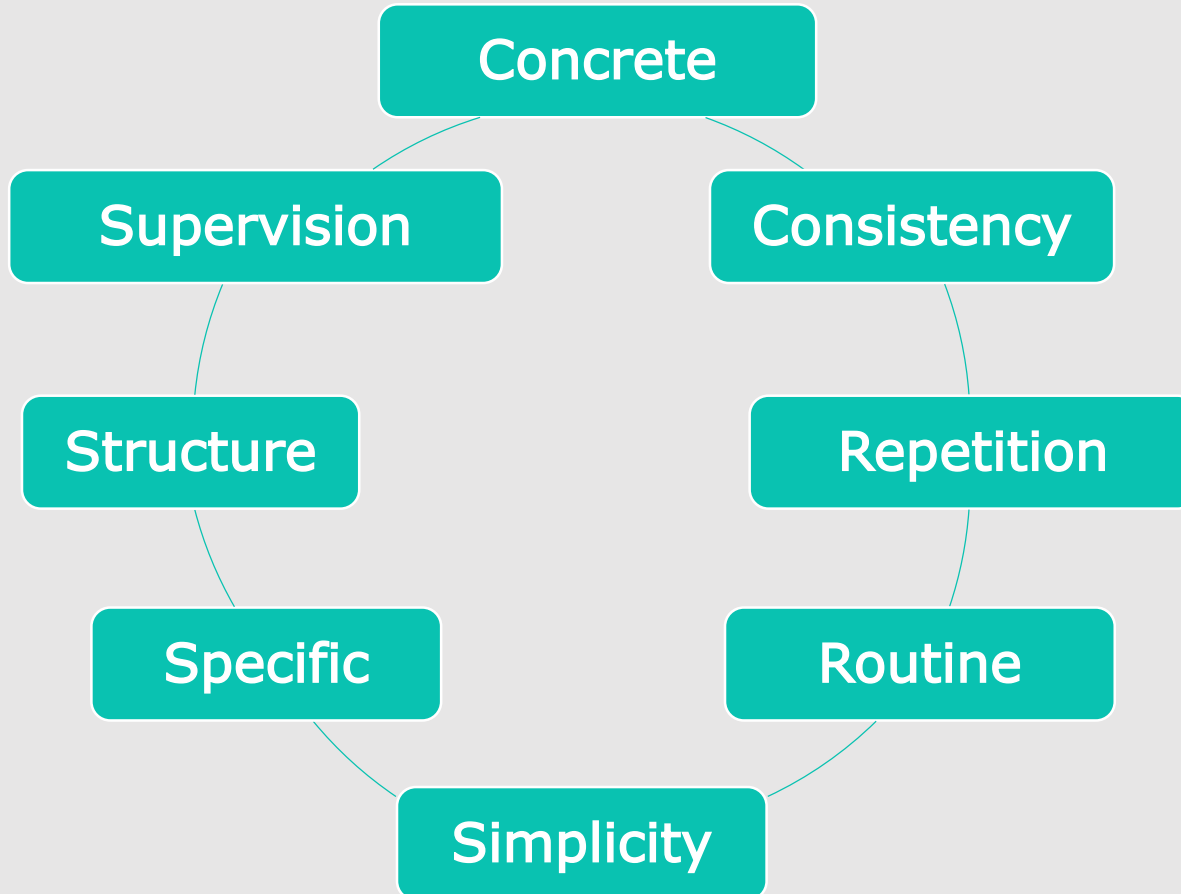 Concrete
Consistency
Repetition
Routine
Simplicity
Specific
Structure
Supervision